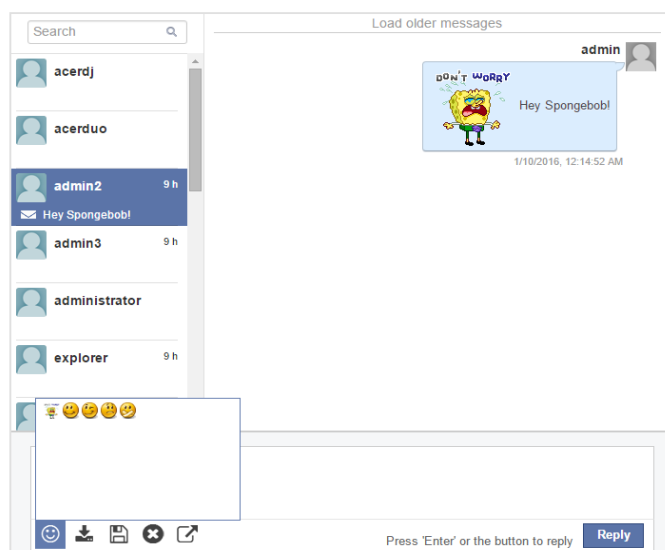 Search
acerdj
acerduo
admin2 9 h
Hey Spongebob!
admin3 9 h
administrator
explorer 9 h
Load older messages
admin
DON'T WORRY
Hey Spongebob!
1/10/2016, 12:14:52 AM
Press 'Enter' or the button to reply
Reply